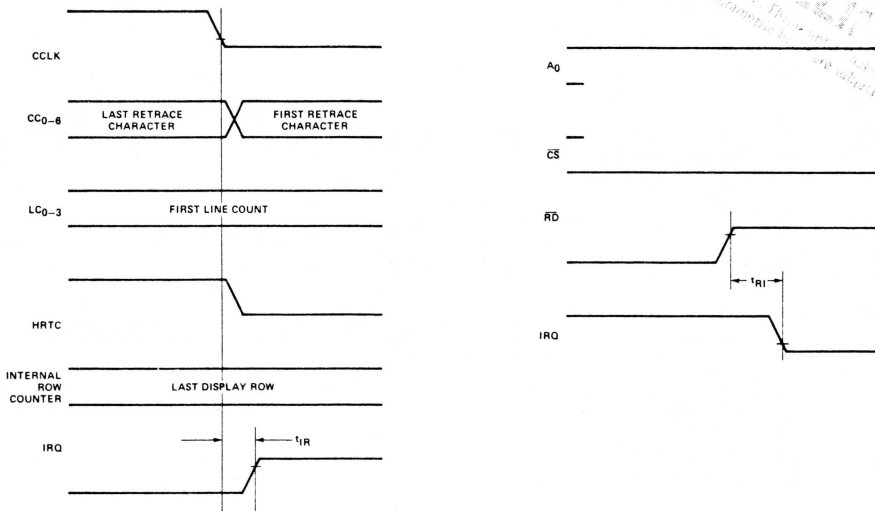 CCLK
CC0–6
LAST RETRACE
CHARACTER
FIRST RETRACE
CHARACTER
LC0–3
FIRST LINE COUNT
HRTC
INTERNAL
ROW
COUNTER
LAST DISPLAY ROW
IRQ
tIR
A0
CS
RD
tRI
IRQ